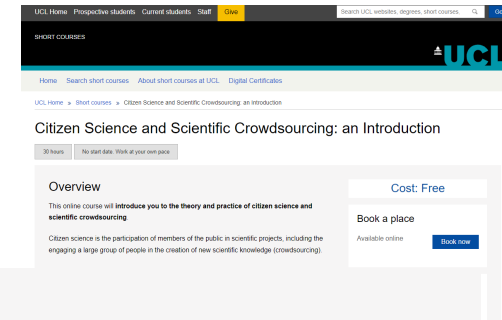 UCL Home Prospective students Current students Staff Give Search UCL websites, degrees, short courses,
SHORT COURSES
UCL
Home Search short courses About short courses at UCL Digital Certificates
UCL Home » Short courses » Citizen Science and Scientific Crowdsourcing: an Introduction
Citizen Science and Scientific Crowdsourcing: an Introduction
30 hours No start date. Work at your own pace
Overview
Cost: Free
This online course will introduce you to the theory and practice of citizen science and
scientific crowdsourcing.
Book a place
Available online Book now
Citizen science is the participation of members of the public in scientific projects, including the
engaging a large group of people in the creation of new scientific knowledge (crowdsourcing).